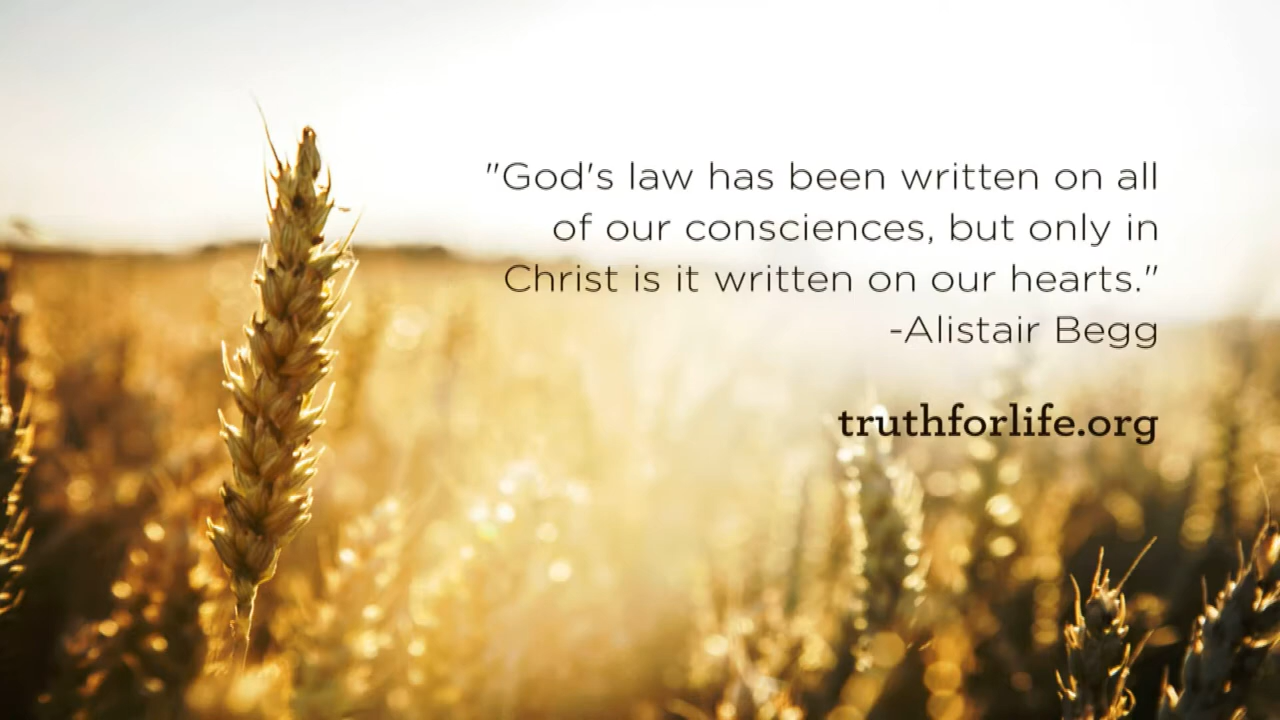 "God's law has been written on all
of our consciences, but only in
Christ is it written on our hearts."
-Alistair Begg
truthforlife.org